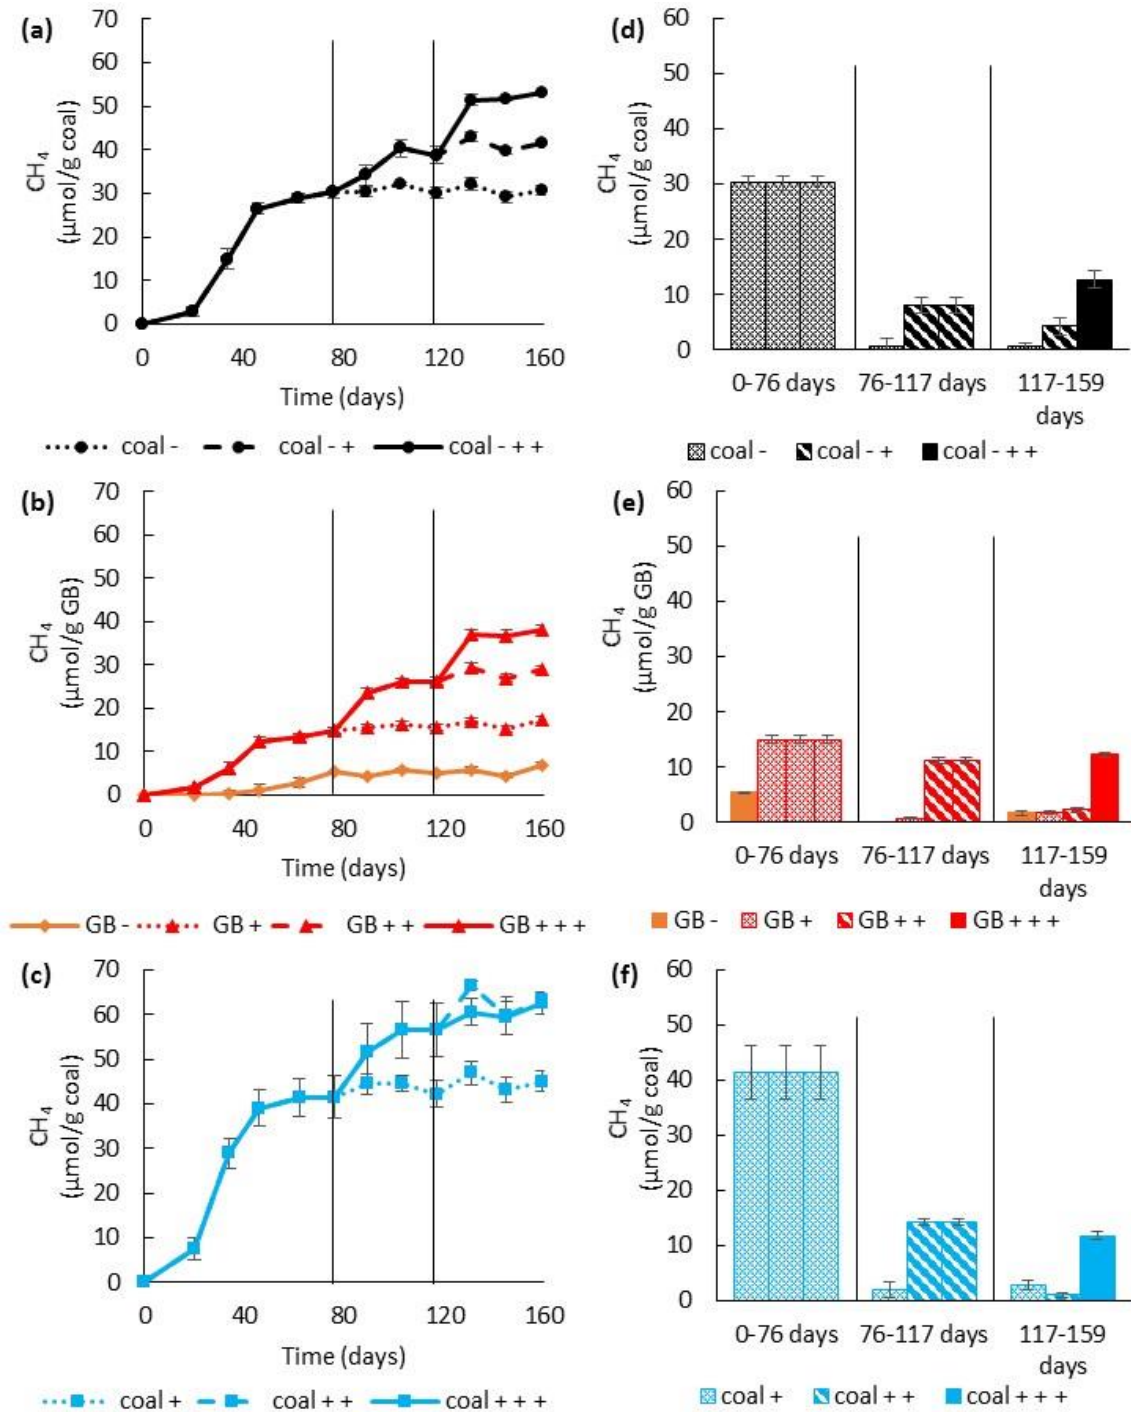 (a)
70
60
50
40
30
20
10
0
CH4
(µmol/g coal)
0 40 80 120 160
Time (days)
coal - coal - + coal - + +
(d)
60
50
40
30
20
10
0
CH4
(µmol/g coal)
0-76 days 76-117 days 117-159
days
coal - coal - + coal - + +
(b)
70
60
50
40
30
20
10
0
CH4
(µmol/g GB)
0 40 80 120 160
Time (days)
GB - GB + GB + + GB + + +
(e)
60
50
40
30
20
10
0
CH4
(µmol/g GB)
0-76 days 76-117 days 117-159
days
GB - GB + GB + + GB + + +
(c)
70
60
50
40
30
20
10
0
CH4
(µmol/g coal)
0 40 80 120 160
Time (days)
coal + coal + + coal + + +
(f)
60
50
40
30
20
10
0
CH4
(µmol/g coal)
0-76 days 76-117 days 117-159
days
coal + coal + + coal + + +